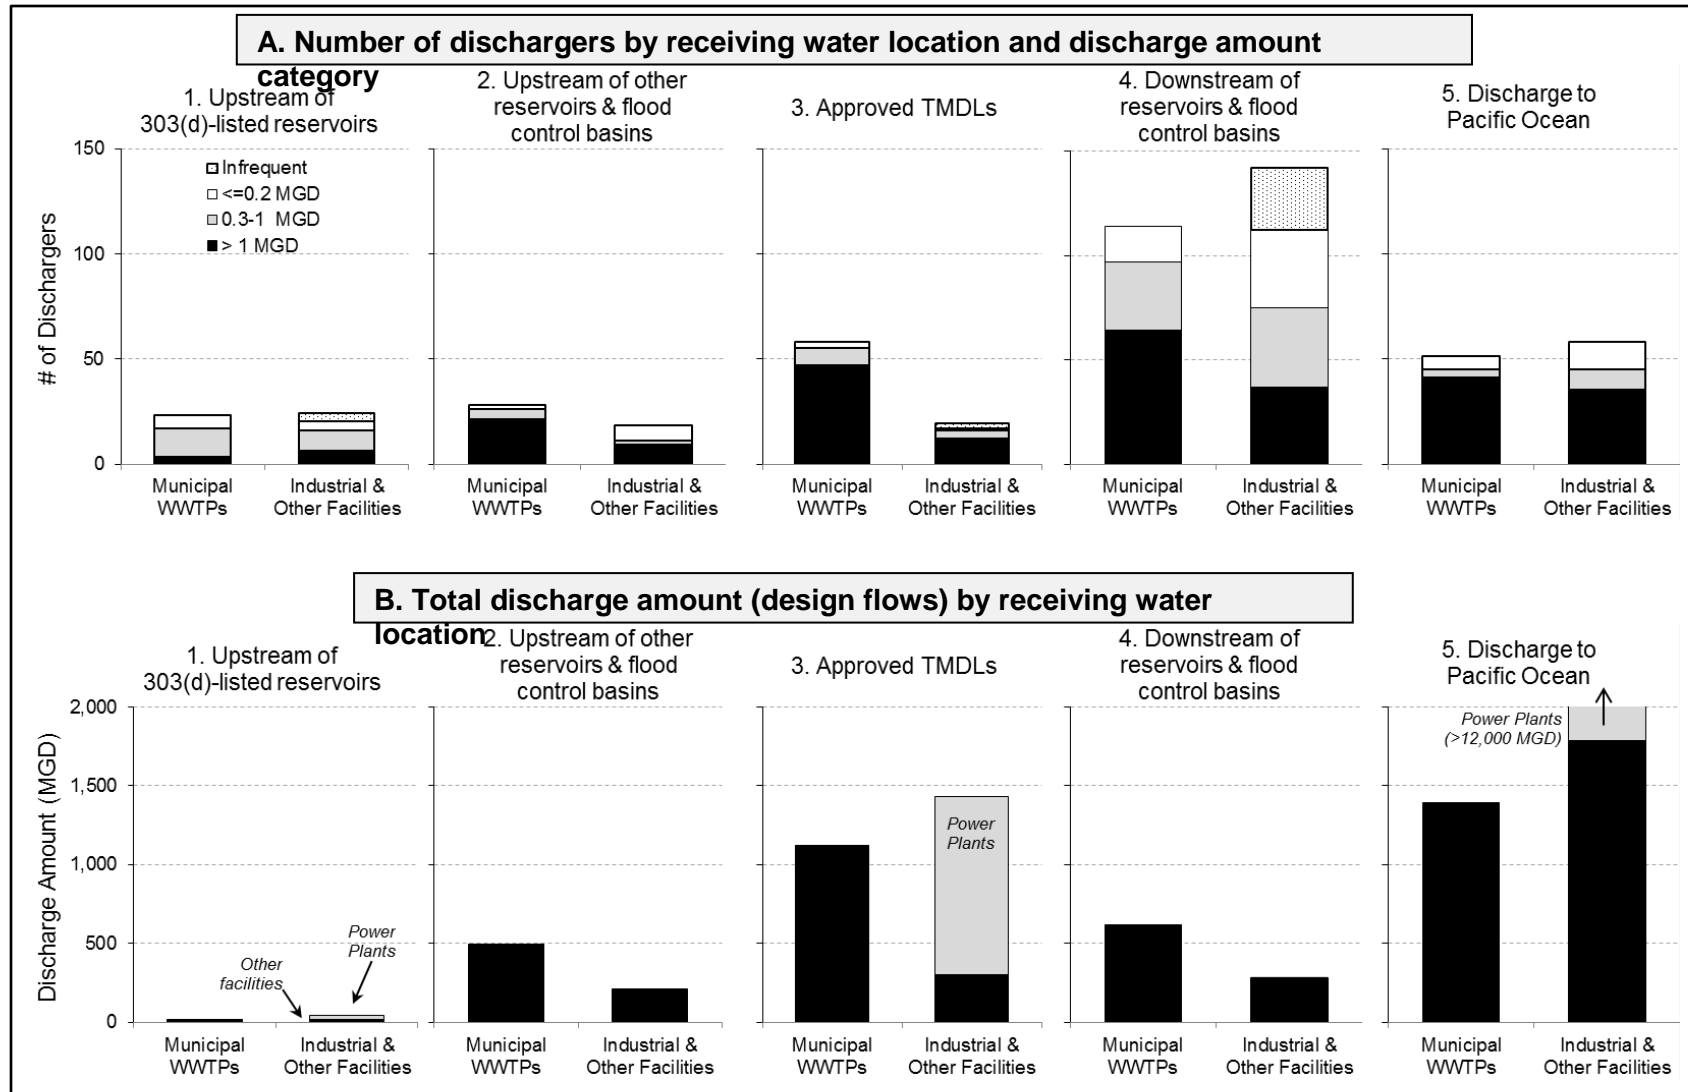 A. Number of dischargers by receiving water location and discharge amount
category
1. Upstream of
303(d)-listed reservoirs
2. Upstream of other
reservoirs & flood
control basins
3. Approved TMDLs
4. Downstream of
reservoirs & flood
control basins
5. Discharge to
Pacific Ocean
# of Dischargers
150
100
50
0
Infrequent
<=0.2 MGD
0.3-1 MGD
> 1 MGD
Municipal
WWTPs
Industrial &
Other Facilities
Municipal
WWTPs
Industrial &
Other Facilities
Municipal
WWTPs
Industrial &
Other Facilities
Municipal
WWTPs
Industrial &
Other Facilities
Municipal
WWTPs
Industrial &
Other Facilities
B. Total discharge amount (design flows) by receiving water
location
1. Upstream of
303(d)-listed reservoirs
2. Upstream of other
reservoirs & flood
control basins
3. Approved TMDLs
4. Downstream of
reservoirs & flood
control basins
5. Discharge to
Pacific Ocean
Discharge Amount (MGD)
2,000
1,500
1,000
500
0
Other
facilities
Power
Plants
Power
Plants
Power Plants
(>12,000 MGD)
Municipal
WWTPs
Industrial &
Other Facilities
Municipal
WWTPs
Industrial &
Other Facilities
Municipal
WWTPs
Industrial &
Other Facilities
Municipal
WWTPs
Industrial &
Other Facilities
Municipal
WWTPs
Industrial &
Other Facilities